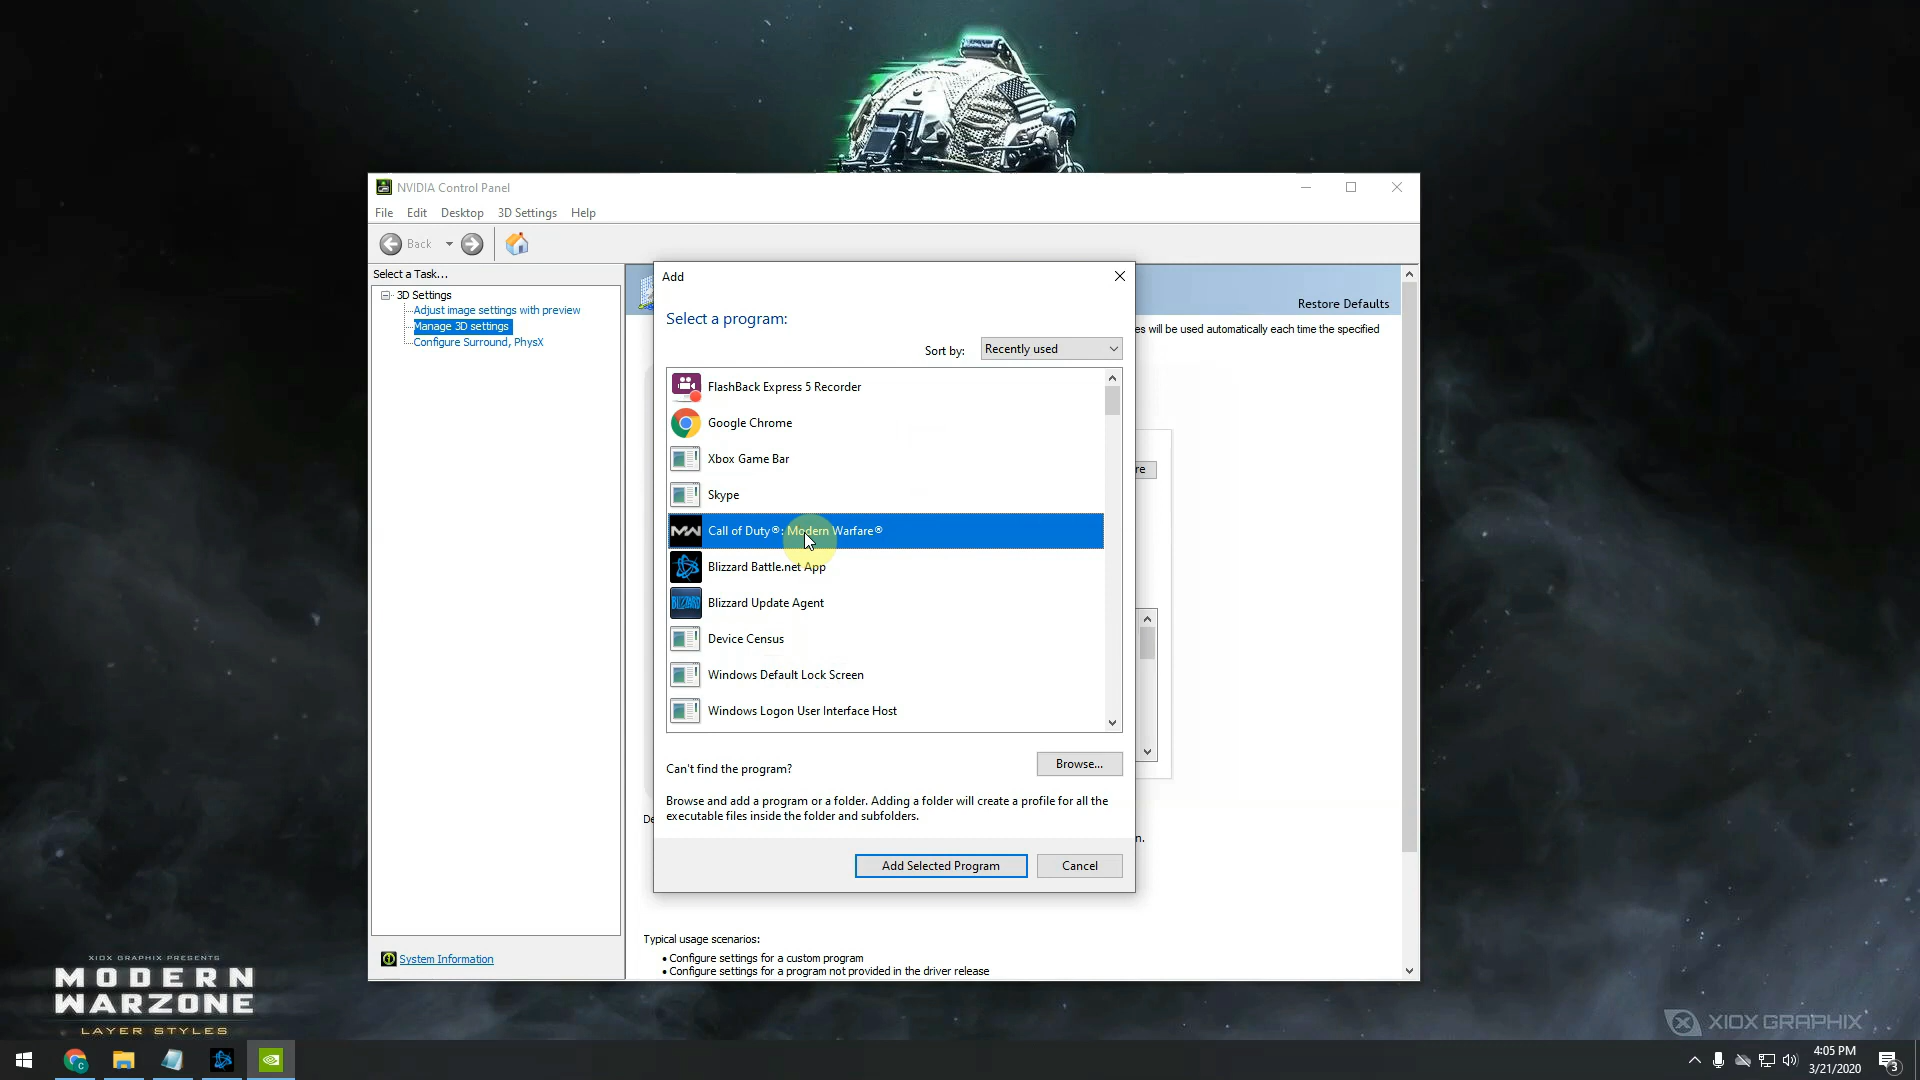 NVIDIA Control Panel
File Edit Desktop 3D Settings Help
Back
Select a Task...
3D Settings
Adjust image settings with preview
Manage 3D settings
Configure Surround, PhysX
System Information
Restore Defaults
es will be used automatically each time the specified
re
n.
De
Typical usage scenarios:
• Configure settings for a custom program
• Configure settings for a program not provided in the driver release
Add
Select a program:
Sort by: Recently used
FlashBack Express 5 Recorder
Google Chrome
Xbox Game Bar
Skype
MW Call of Duty®: Modern Warfare®
Blizzard Battle.net App
BLIZZARD Blizzard Update Agent
Device Census
Windows Default Lock Screen
Windows Logon User Interface Host
Can't find the program? Browse...
Browse and add a program or a folder. Adding a folder will create a profile for all the
executable files inside the folder and subfolders.
Add Selected Program Cancel
XIOX GRAPHIX PRESENTS
MODERN
WARZONE
LAYER STYLES
XIOX GRAPHIX
4:05 PM
3/21/2020
3